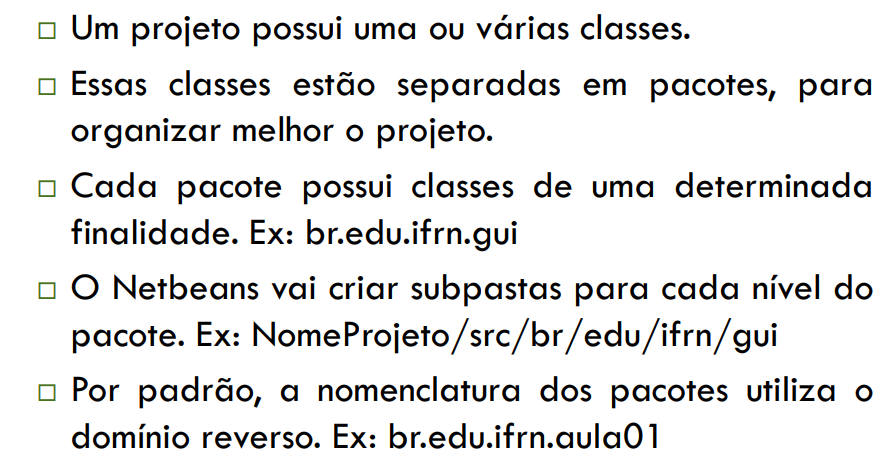 Um projeto possui uma ou várias classes.
Essas classes estão separadas em pacotes, para
organizar melhor o projeto.
Cada pacote possui classes de uma determinada
finalidade. Ex: br.edu.ifrn.gui
O Netbeans vai criar subpastas para cada nível do
pacote. Ex: NomeProjeto/src/br/edu/ifrn/gui
Por padrão, a nomenclatura dos pacotes utiliza o
domínio reverso. Ex: br.edu.ifrn.aula01